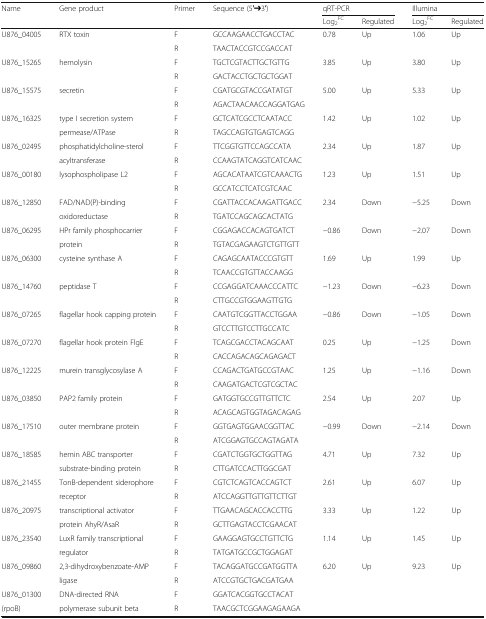 Name Gene product Primer Sequence (5'➔3') qRT-PCR Illumina
Log2FC Regulated Log2FC Regulated
U876_04005 RTX toxin F GCCAAGAACCTGACCTAC 0.78 Up 1.06 Up
R TAACTACCGTCCGACCAT
U876_15265 hemolysin F TGCTCGTACTTGCTGTTG 3.85 Up 3.80 Up
R GACTACCTGCTGCTGGAT
U876_15575 secretin F CGATGCGTACCGATATGT 5.00 Up 5.33 Up
R AGACTAACAACCAGGATGAG
U876_16325 type I secretion system F GCTCATCGCCTCAATACC 1.42 Up 1.02 Up
permease/ATPase R TAGCCAGTGTGAGTCAGG
U876_02495 phosphatidylcholine-sterol F TTCGGTGTTCCAGCCATA 2.34 Up 1.87 Up
acyltransferase R CCAAGTATCAGGTCATCAAC
U876_00180 lysophospholipase L2 F AGCACATAATCGTCAAACTG 1.23 Up 1.51 Up
R GCCATCCTCATCGTCAAC
U876_12850 FAD/NAD(P)-binding F CGATTACCACAAGATTGACC 2.34 Down −5.25 Down
oxidoreductase R TGATCCAGCAGCACTATG
U876_06295 HPr family phosphocarrier F CGGAGACCACAGTGATCT −0.86 Down −2.07 Down
protein R TGTACGAGAAGTCTGTTGTT
U876_06300 cysteine synthase A F CAGAGCAATACCCGTGTT 1.69 Up 1.99 Up
R TCAACCGTGTTACCAAGG
U876_14760 peptidase T F CCGAGGATCAAACCCATTC −1.23 Down −6.23 Down
R CTTGCCGTGGAAGTTGTG
U876_07265 flagellar hook capping protein F CAATGTCGGTTACCTGGAA −0.86 Down −1.05 Down
R GTCCTTGTCCTTGCCATC
U876_07270 flagellar hook protein FlgE F TCAGCGACCTACAGCAAT 0.25 Up −1.25 Down
R CACCAGACAGCAGAGACT
U876_12225 murein transglycosylase A F CCAGACTGATGCCGTAAC 1.25 Up −1.16 Down
R CAAGATGACTCGTCGCTAC
U876_03850 PAP2 family protein F GATGGTGCCGTTGTTCTC 2.54 Up 2.07 Up
R ACAGCAGTGGTAGACAGAG
U876_17510 outer membrane protein F GGTGAGTGGAACGGTTAC −0.99 Down −2.14 Down
R ATCGGAGTGCCAGTAGATA
U876_18585 hemin ABC transporter F CGATCTGGTGCTGGTTAG 4.71 Up 7.32 Up
substrate-binding protein R CTTGATCCACTTGGCGAT
U876_21455 TonB-dependent siderophore F CGTCTCAGTCACCAGTCT 2.61 Up 6.07 Up
receptor R ATCCAGGTTGTTGTTCTTGT
U876_20975 transcriptional activator F TTGAACAGCACCACCTTG 3.33 Up 1.22 Up
protein AhyR/AsaR R GCTTGAGTACCTCGAACAT
U876_23540 LuxR family transcriptional F GAAGGAGTGCCTGTTCTG 1.14 Up 1.45 Up
regulator R TATGATGCCGCTGGAGAT
U876_09860 2,3-dihydroxybenzoate-AMP F TACAGGATGCCGATGGTTA 6.20 Up 9.23 Up
ligase R ATCCGTGCTGACGATGAA
U876_01300 DNA-directed RNA F GGATCACGGTGCCTACAT
(rpoB) polymerase subunit beta R TAACGCTCGGAAGAGAAGA